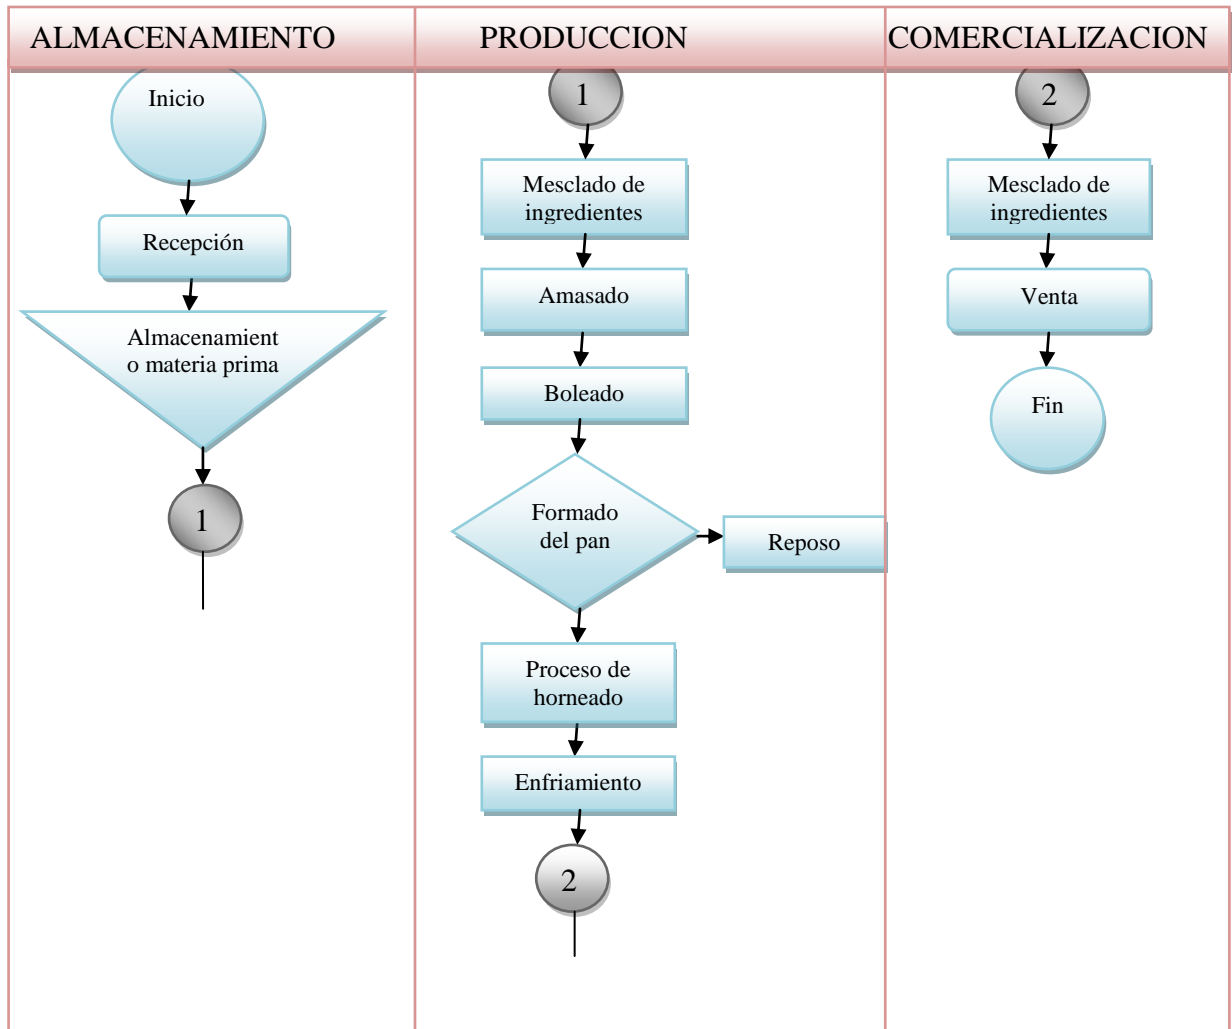 ALMACENAMIENTO
PRODUCCION
COMERCIALIZACION
Inicio
Recepción
Almacenamient
o materia prima
1
1
Mesclado de
ingredientes
Amasado
Boleado
Formado
del pan
Reposo
Proceso de
horneado
Enfriamiento
2
2
Mesclado de
ingredientes
Venta
Fin